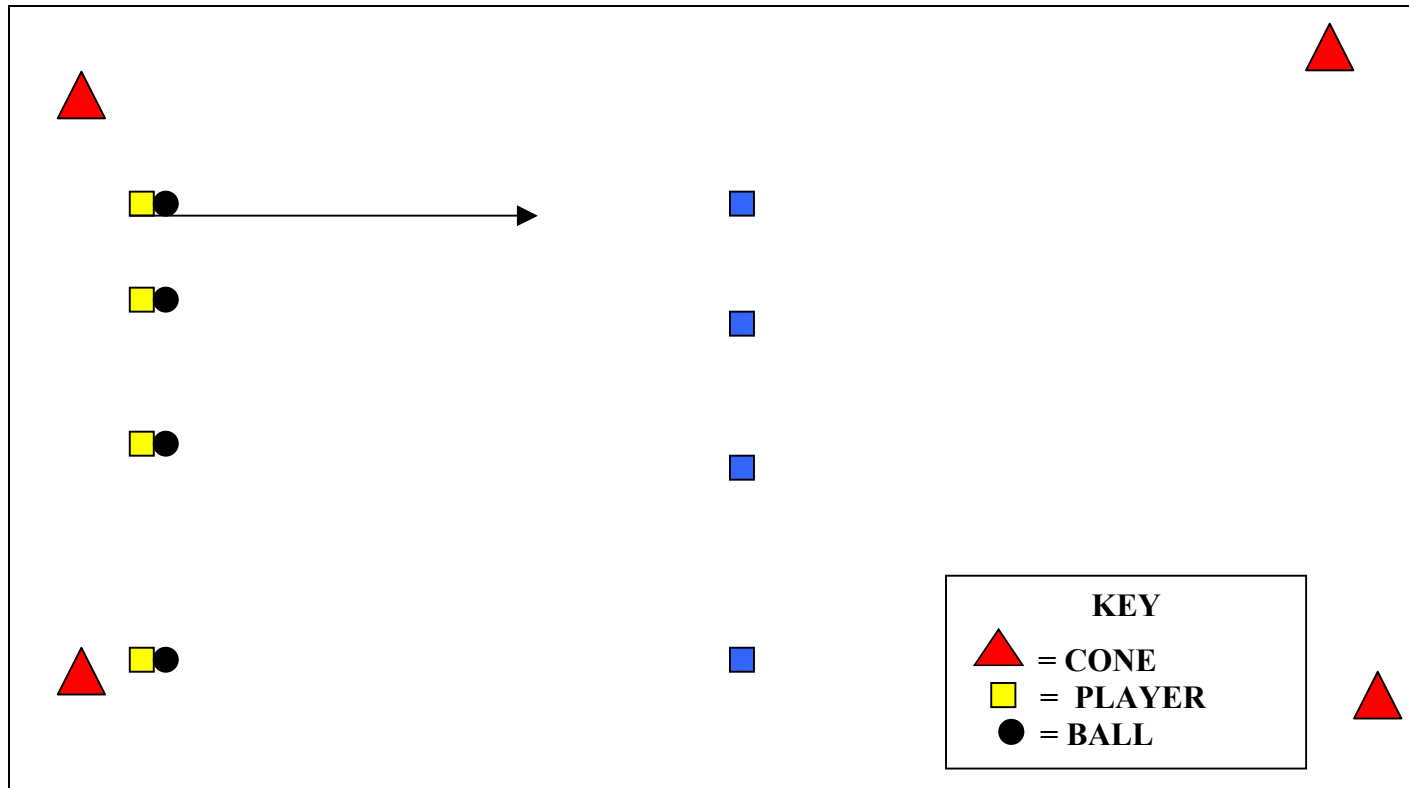 KEY
= CONE
= PLAYER
= BALL